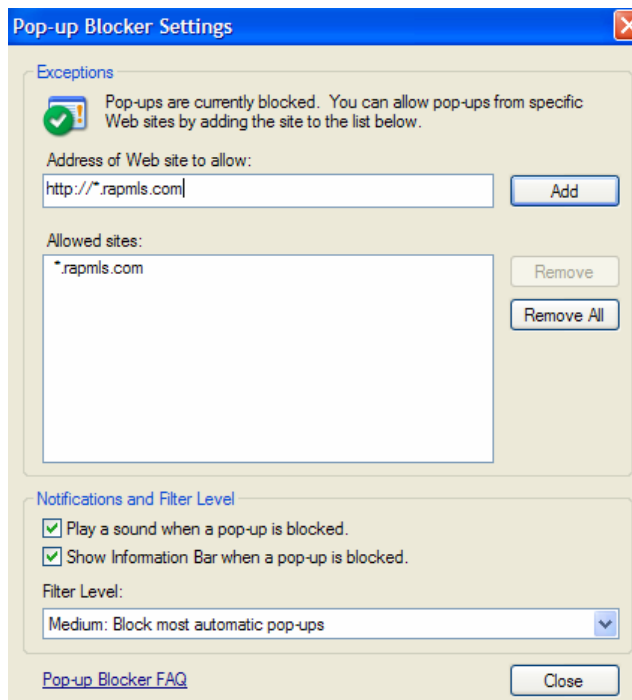 Pop-up Blocker Settings
Exceptions
Pop-ups are currently blocked. You can allow pop-ups from specific
Web sites by adding the site to the list below.
Address of Web site to allow:
http://*.rapmls.com
Add
Allowed sites:
*.rapmls.com
Remove
Remove All
Notifications and Filter Level
Play a sound when a pop-up is blocked.
Show Information Bar when a pop-up is blocked.
Filter Level:
Medium: Block most automatic pop-ups
Pop-up Blocker FAQ
Close